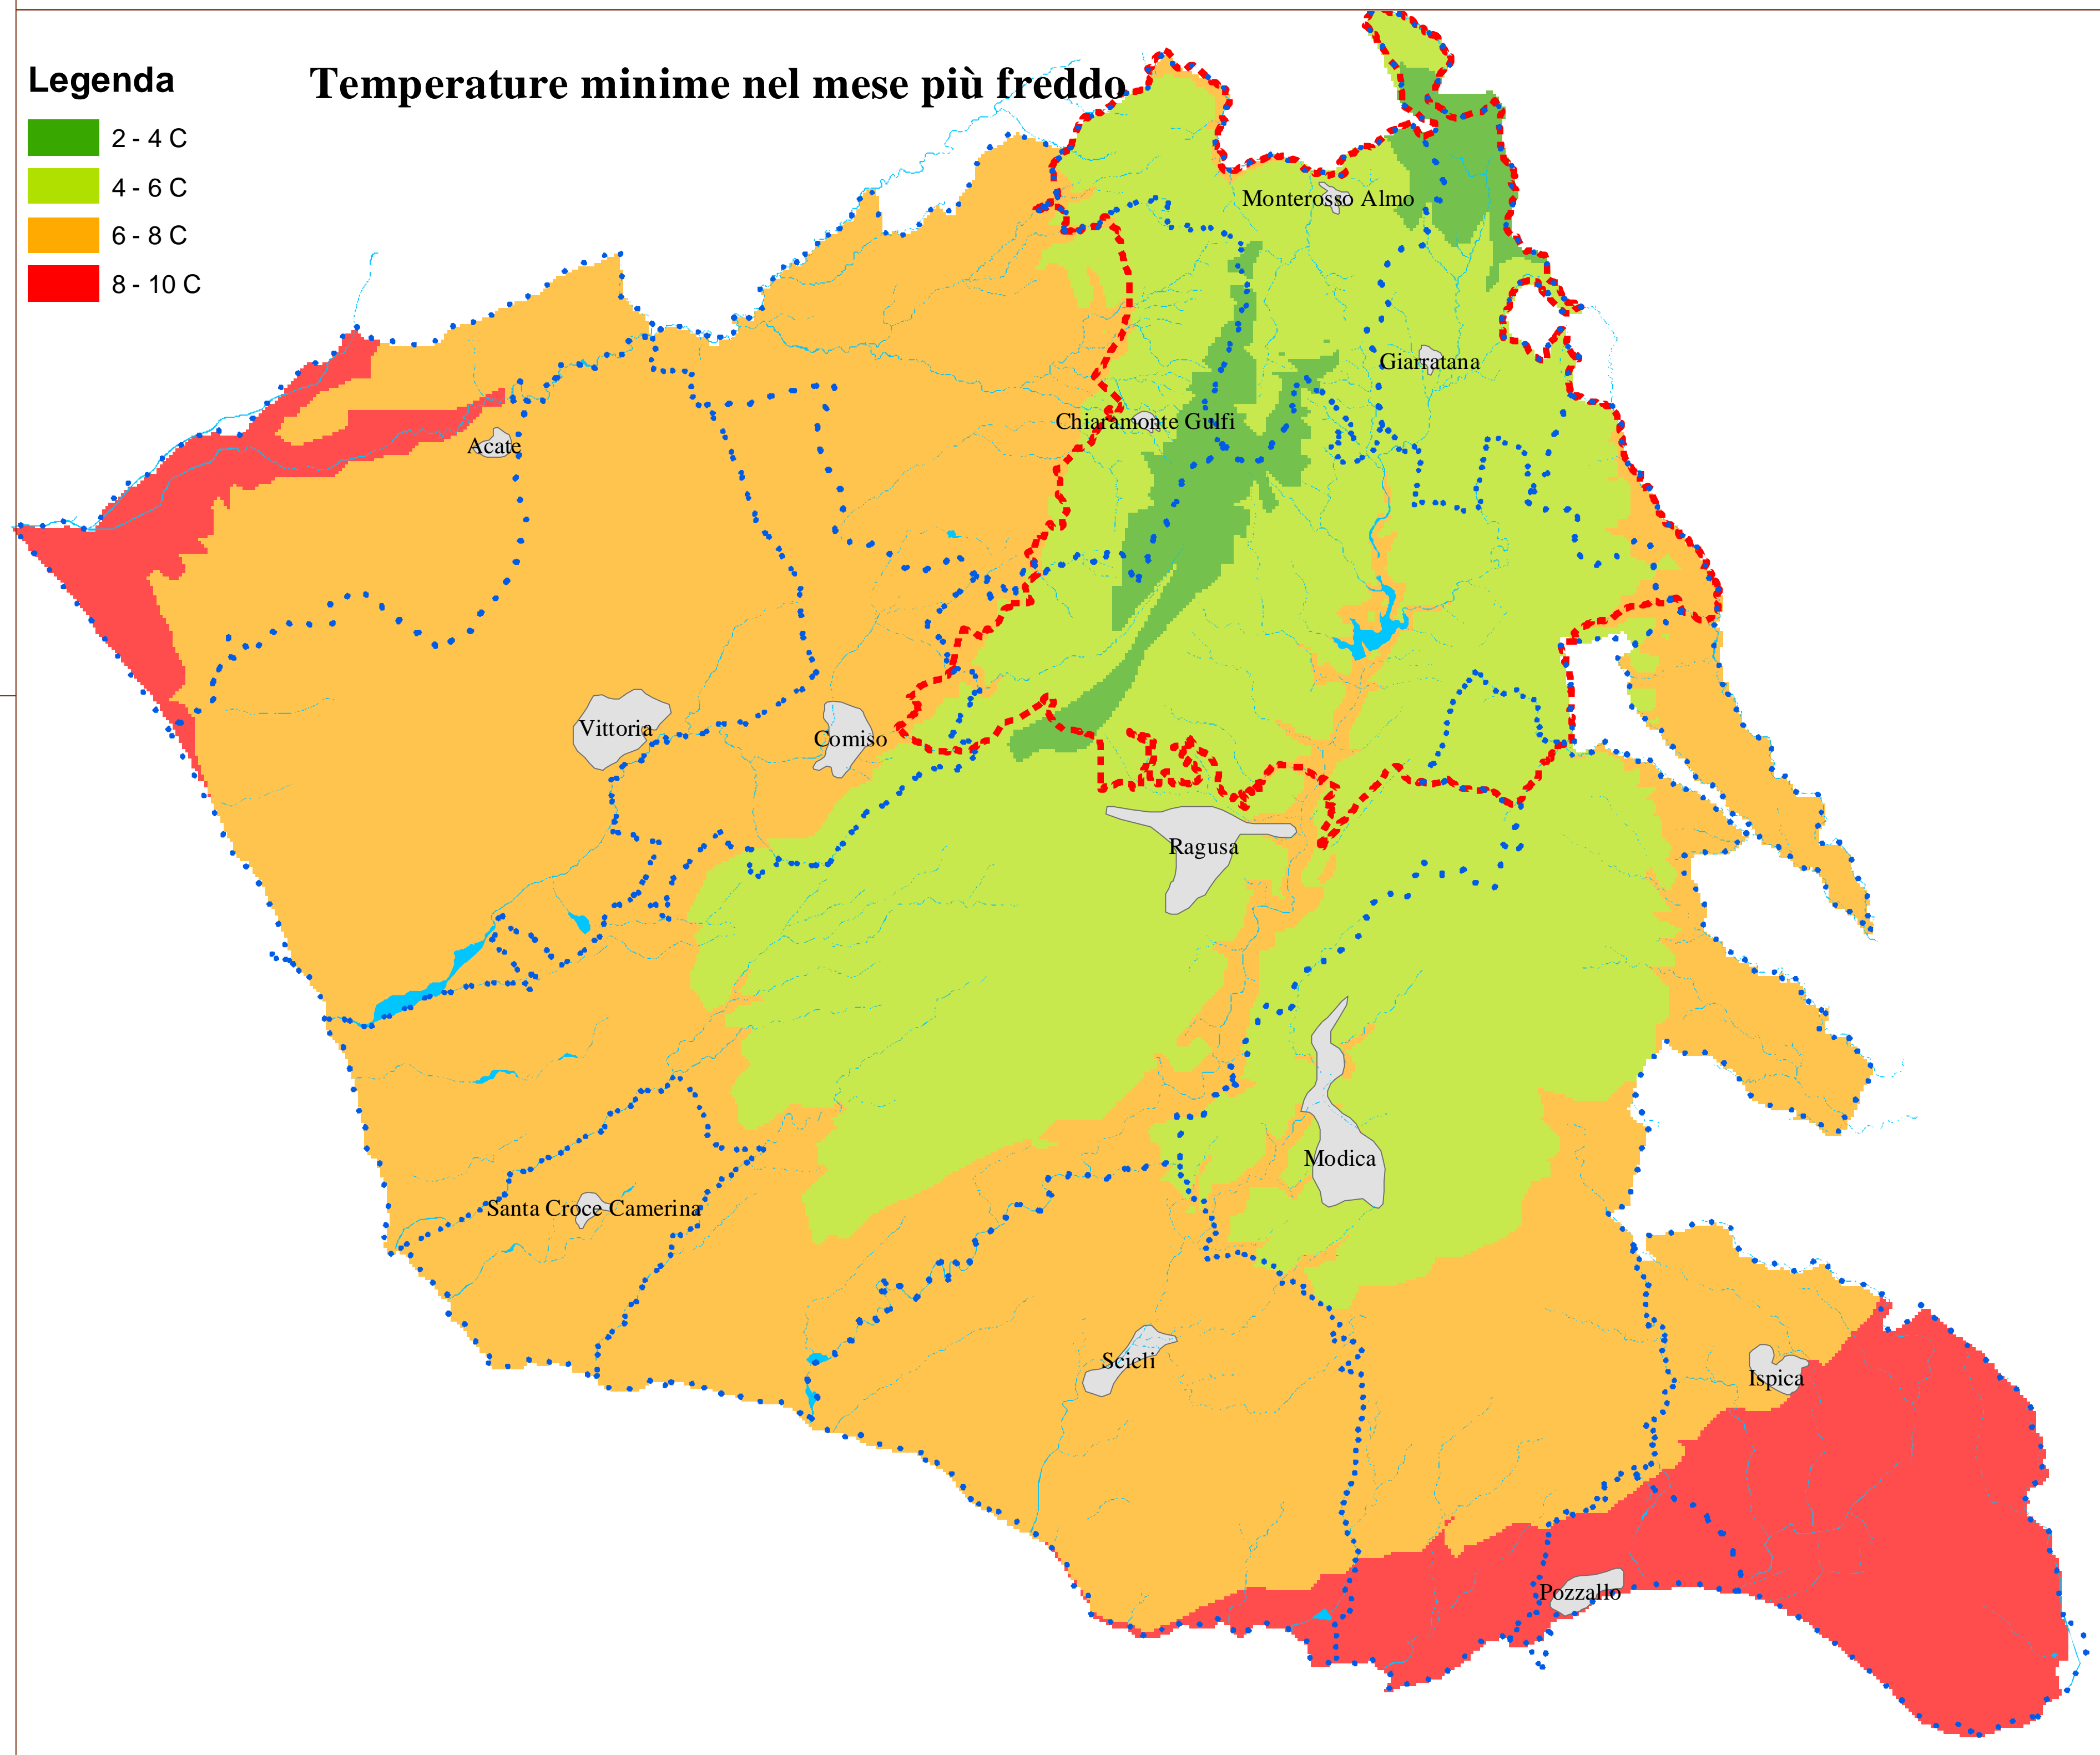 Legenda
Temperature minime nel mese più freddo
2 - 4 C
4 - 6 C
6 - 8 C
8 - 10 C
Monterosso Almo
Giarratana
Chiaramonte Gulfi
Acate
Vittoria
Comiso
Ragusa
Modica
Santa Croce Camerina
Scicli
Ispica
Pozzallo